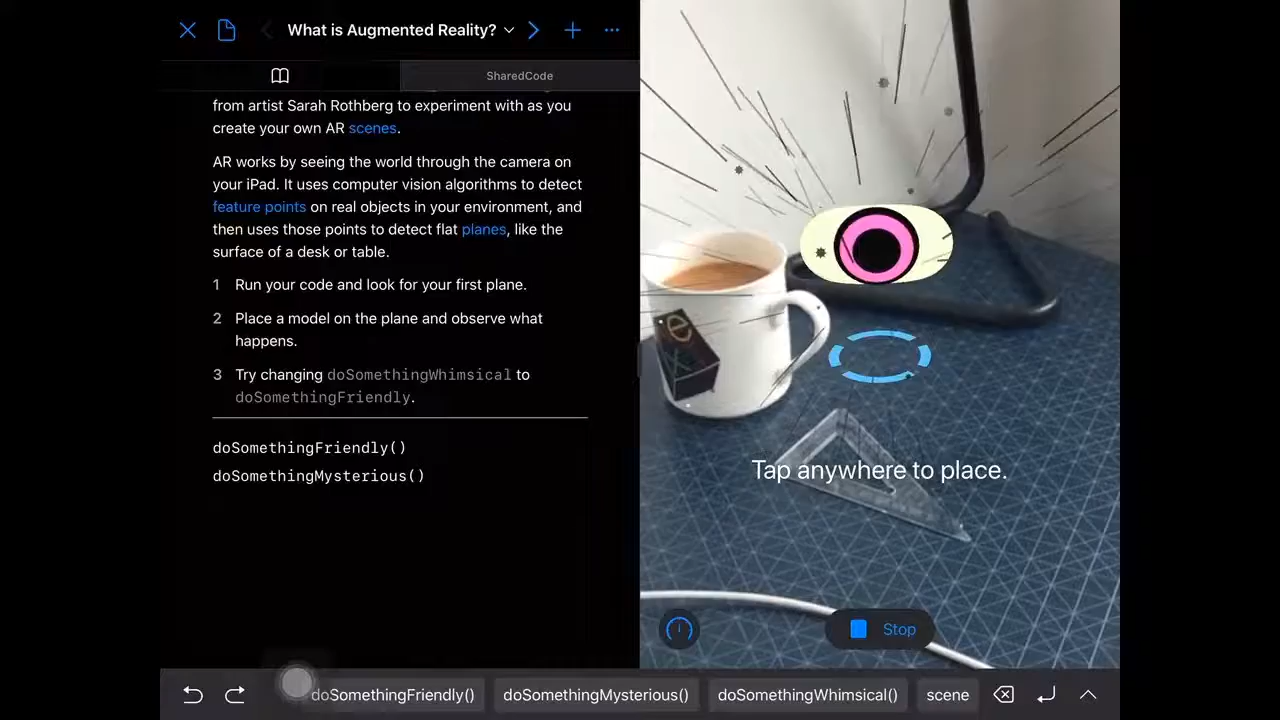 What is Augmented Reality?
SharedCode
from artist Sarah Rothberg to experiment with as you
create your own AR scenes.
AR works by seeing the world through the camera on
your iPad. It uses computer vision algorithms to detect
feature points on real objects in your environment, and
then uses those points to detect flat planes, like the
surface of a desk or table.
1 Run your code and look for your first plane.
2 Place a model on the plane and observe what
happens.
3 Try changing doSomethingWhimsical to
doSomethingFriendly.
doSomethingFriendly()
doSomethingMysterious()
e
Tap anywhere to place.
Stop
doSomethingFriendly() doSomethingMysterious() doSomethingWhimsical() scene